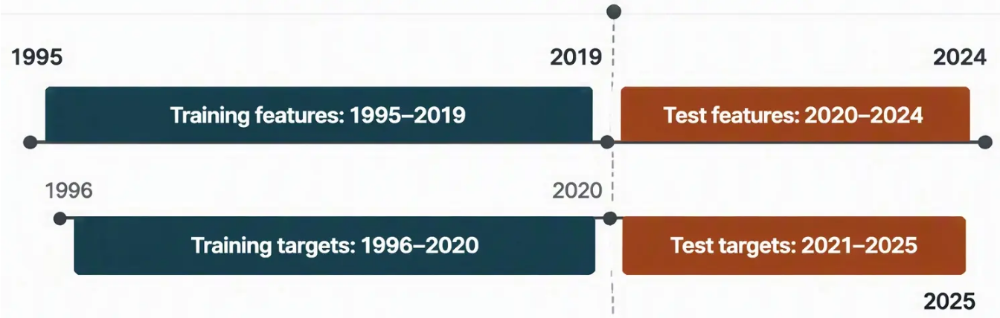 1995 2019 2024
Training features: 1995–2019 Test features: 2020–2024
1996 2020
Training targets: 1996–2020 Test targets: 2021–2025
2025